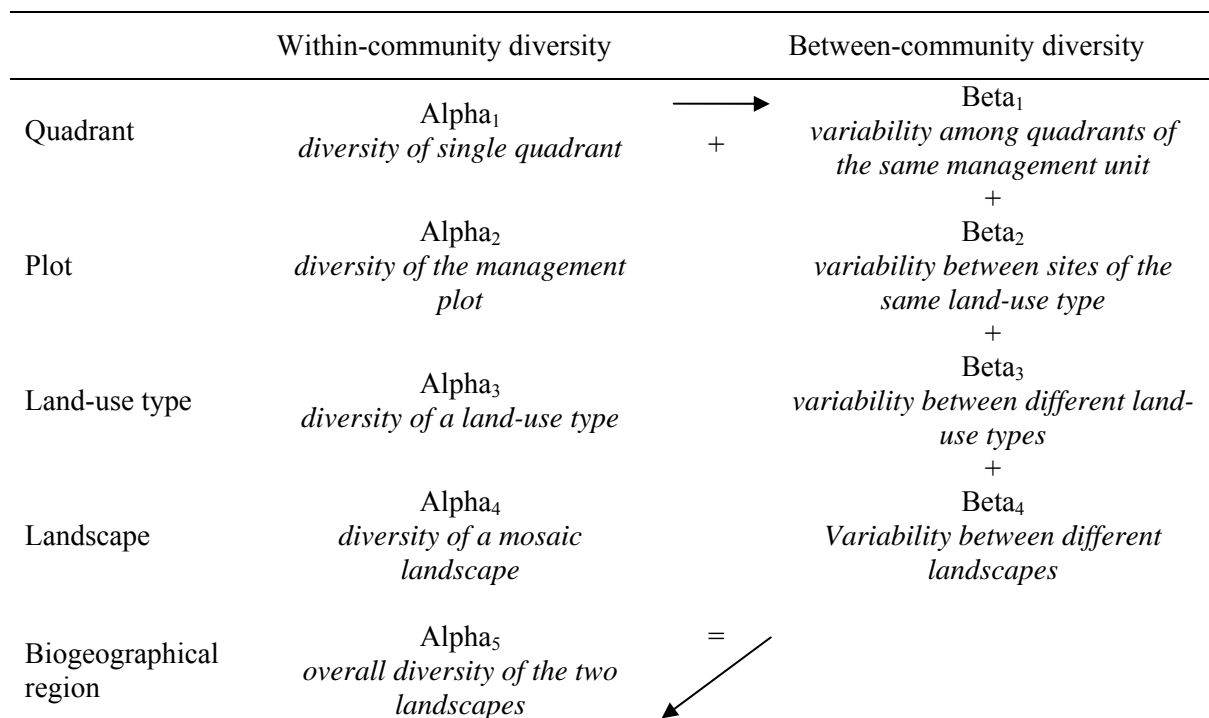 Within-community diversity Between-community diversity
Quadrant
Alpha₁
diversity of single quadrant
+
Beta₁
variability among quadrants of
the same management unit
+
Plot
Alpha₂
diversity of the management
plot
Beta₂
variability between sites of the
same land-use type
+
Land-use type
Alpha₃
diversity of a land-use type
Beta₃
variability between different land-
use types
+
Landscape
Alpha₄
diversity of a mosaic
landscape
Beta₄
Variability between different
landscapes
Biogeographical
region
Alpha₅
overall diversity of the two
landscapes
=